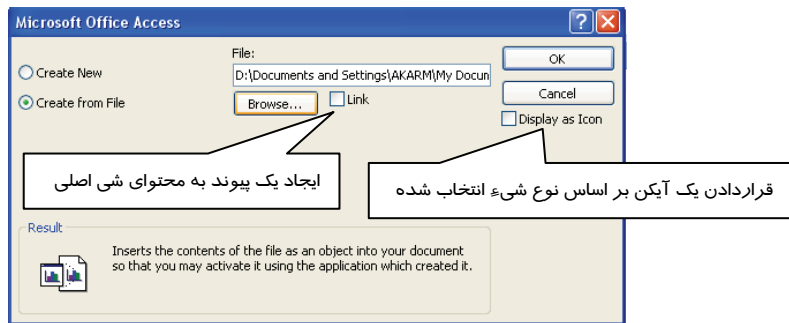 Microsoft Office Access
File:
OK
Create New
D:\Documents and Settings\AKARM\My Docun
Create from File
Browse...
Link
Cancel
Display as Icon
ایجاد یک پیوند به محتوای شی اصلی
قراردادن یک آیکن بر اساس نوع شیءِ انتخاب شده
Result
Inserts the contents of the file as an object into your document
so that you may activate it using the application which created it.